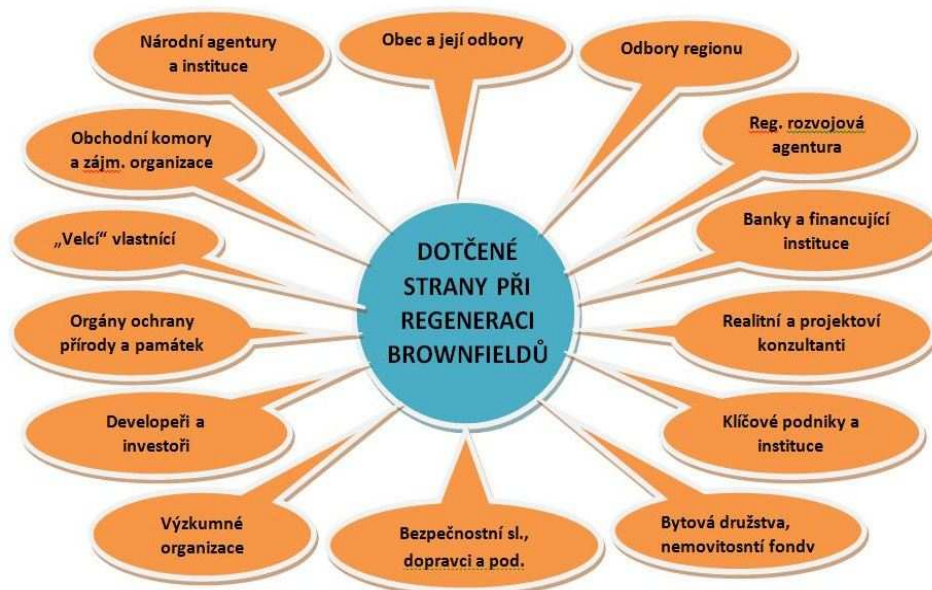 Národní agentury
a instituce
Obec a její odbory
Odbory regionu
Obchodní komory
a zájm. organizace
Reg. rozvojová
agentura
„Velcí“ vlastnící
Banky a financující
instituce
DOTČENÉ
STRANY PŘI
REGENERACI
BROWNFIELDŮ
Orgány ochrany
přírody a památek
Realitní a projektoví
konzultanti
Developeři a
investoři
Klíčové podniky a
instituce
Výzkumné
organizace
Bezpečnostní sl.,
dopravci a pod.
Bytová družstva,
nemovitosntí fondv